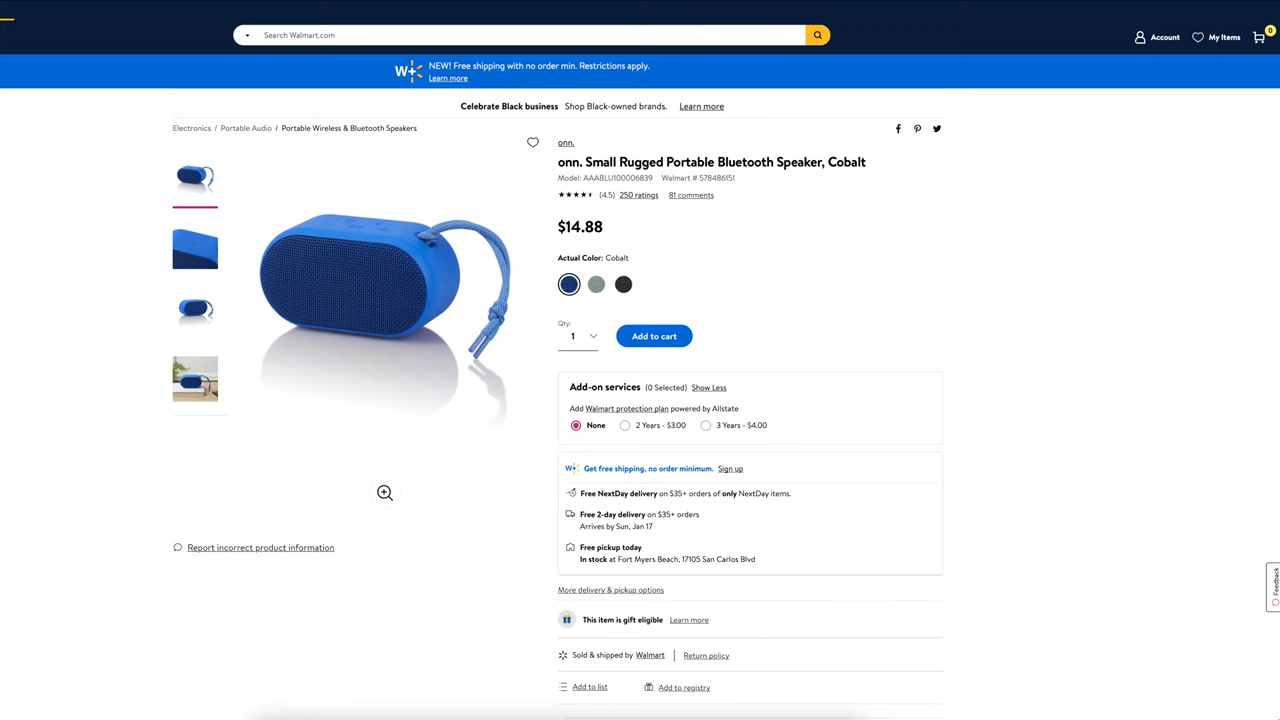 Search Walmart.com
Account
My Items
0
W+
NEW! Free shipping with no order min. Restrictions apply.
Learn more
Celebrate Black business Shop Black-owned brands. Learn more
Electronics / Portable Audio / Portable Wireless & Bluetooth Speakers
onn.
onn. Small Rugged Portable Bluetooth Speaker, Cobalt
Model: AAABLU100006839 Walmart # 578486151
(4.5) 250 ratings 81 comments
$14.88
Actual Color: Cobalt
Qty:
1
Add to cart
Add-on services (0 Selected) Show Less
Add Walmart protection plan powered by Allstate
None 2 Years - $3.00 3 Years - $4.00
W+ Get free shipping, no order minimum. Sign up
Free NextDay delivery on $35+ orders of only NextDay items.
Free 2-day delivery on $35+ orders
Arrives by Sun, Jan 17
Free pickup today
In stock at Fort Myers Beach, 17105 San Carlos Blvd
More delivery & pickup options
This item is gift eligible Learn more
Sold & shipped by Walmart | Return policy
Add to list Add to registry
Report incorrect product information
Feedback